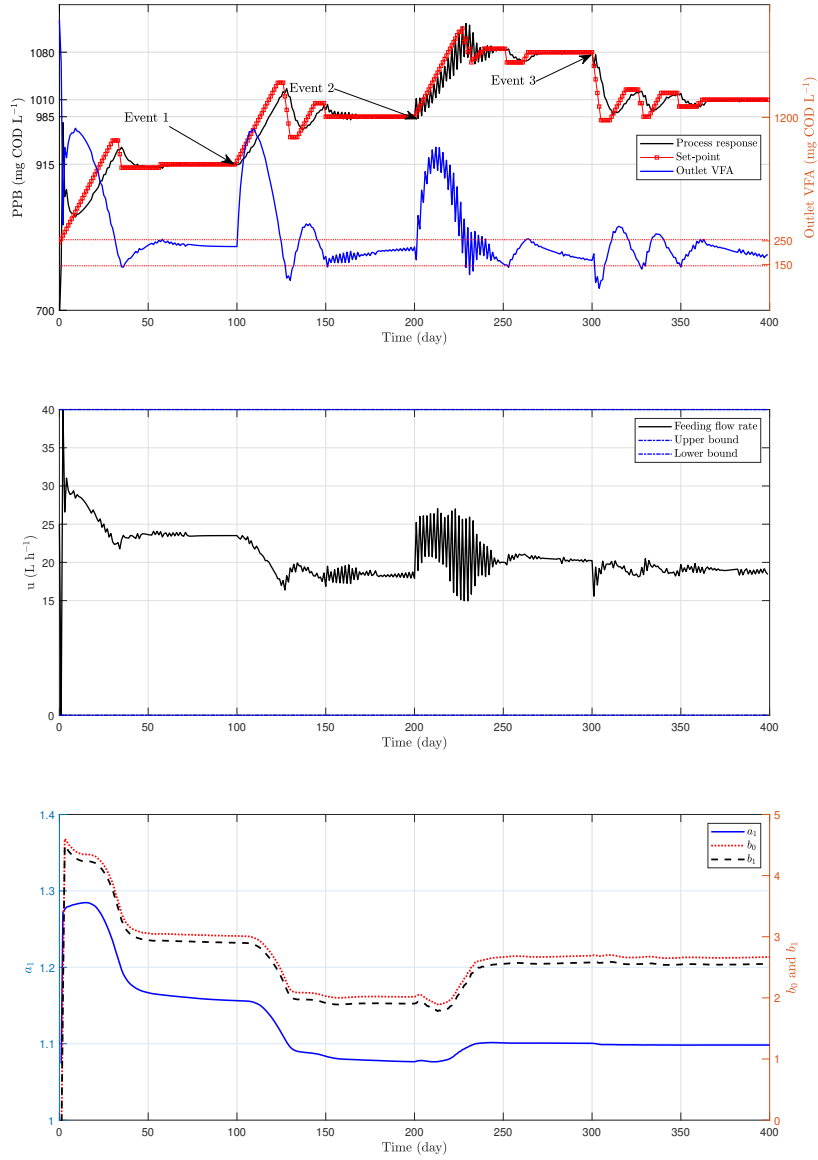 1080
1010
985
915
700
PPB (mg COD L⁻¹)
Event 1
Event 2
Event 3
Process response
Set-point
Outlet VFA
1200
250
150
Outlet VFA (mg COD L⁻¹)
0 50 100 150 200 250 300 350 400
Time (day)
40
35
30
25
20
15
0
u (L h⁻¹)
Feeding flow rate
Upper bound
Lower bound
0 50 100 150 200 250 300 350 400
Time (day)
1.4
1.3
1.2
1.1
1
a₁
a₁
b₀
b₁
5
4
3
2
1
0
b₀ and b₁
0 50 100 150 200 250 300 350 400
Time (day)